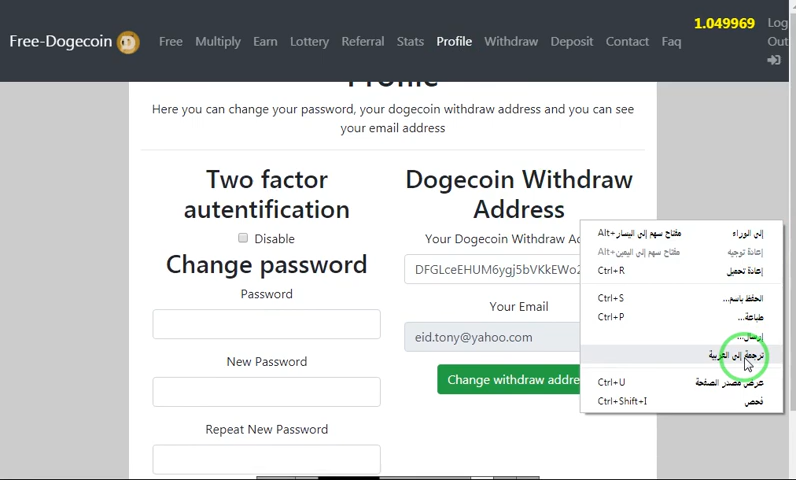 1.049969
Free-Dogecoin
Free Multiply Earn Lottery Referral Stats Profile Withdraw Deposit Contact Faq
Log
Out
Profile
Here you can change your password, your dogecoin withdraw address and you can see
your email address
Two factor
autentification
Disable
Change password
Password
New Password
Repeat New Password
Dogecoin Withdraw
Address
Your Dogecoin Withdraw Ad
DFGLceEHUM6ygj5bVKkEWo2
Your Email
eid.tony@yahoo.com
Change withdraw addre
إلى الوراء Alt+مفتاح سهم إلى اليسار
إعادة توجيه Alt+مفتاح سهم إلى اليمين
إعادة تحميل Ctrl+R
الحفظ باسم... Ctrl+S
طباعة... Ctrl+P
إرسال...
ترجمة إلى العربية
عرض مصدر الصفحة Ctrl+U
فحص Ctrl+Shift+I